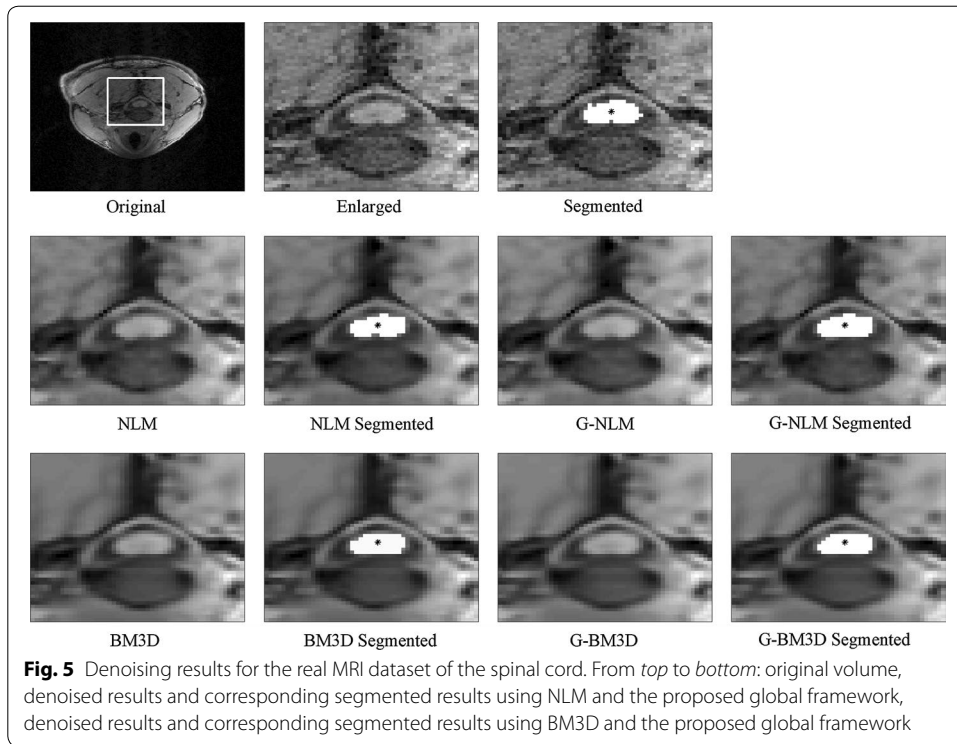 Original
Enlarged
Segmented
NLM
NLM Segmented
G-NLM
G-NLM Segmented
BM3D
BM3D Segmented
G-BM3D
G-BM3D Segmented
Fig. 5 Denoising results for the real MRI dataset of the spinal cord. From top to bottom: original volume,
denoised results and corresponding segmented results using NLM and the proposed global framework,
denoised results and corresponding segmented results using BM3D and the proposed global framework